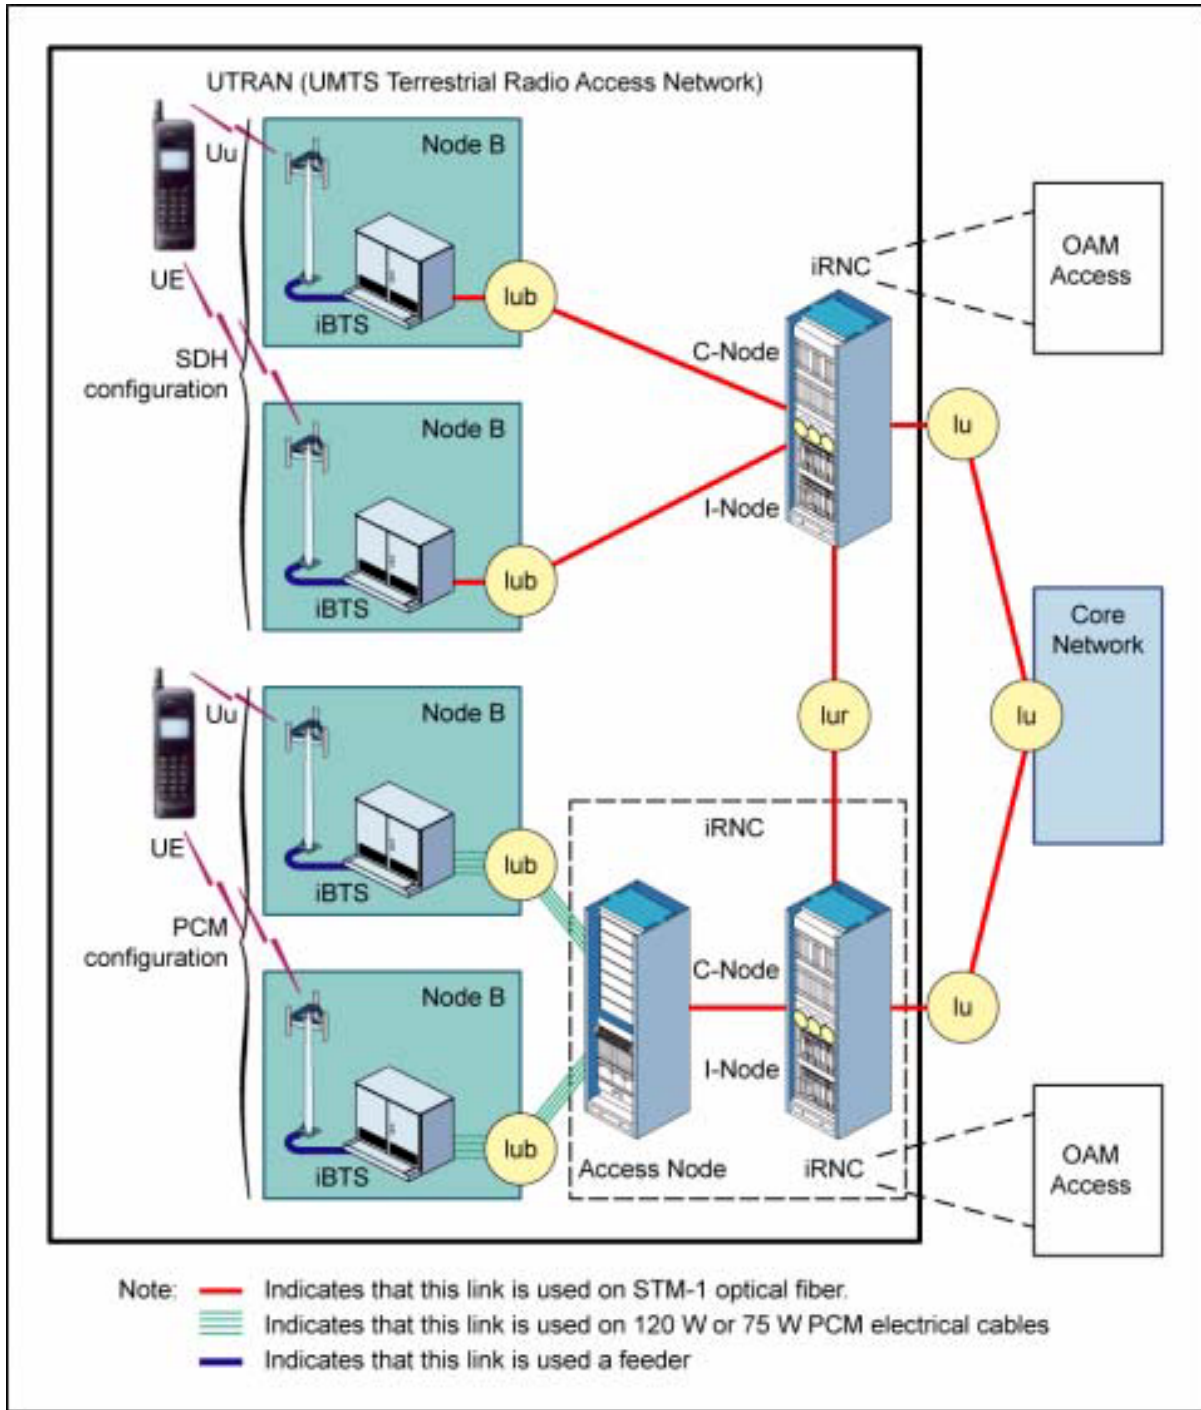 UTRAN (UMTS Terrestrial Radio Access Network)
Uu
Node B
UE
iBTS
Iub
SDH
configuration
Node B
iBTS
Iub
iRNC
C-Node
I-Node
OAM
Access
Iu
Core
Network
Iur
Iu
Uu
Node B
UE
iBTS
Iub
PCM
configuration
Node B
iBTS
Iub
iRNC
C-Node
I-Node
Access Node
iRNC
Iu
OAM
Access
Note:
Indicates that this link is used on STM-1 optical fiber.
Indicates that this link is used on 120 W or 75 W PCM electrical cables
Indicates that this link is used a feeder